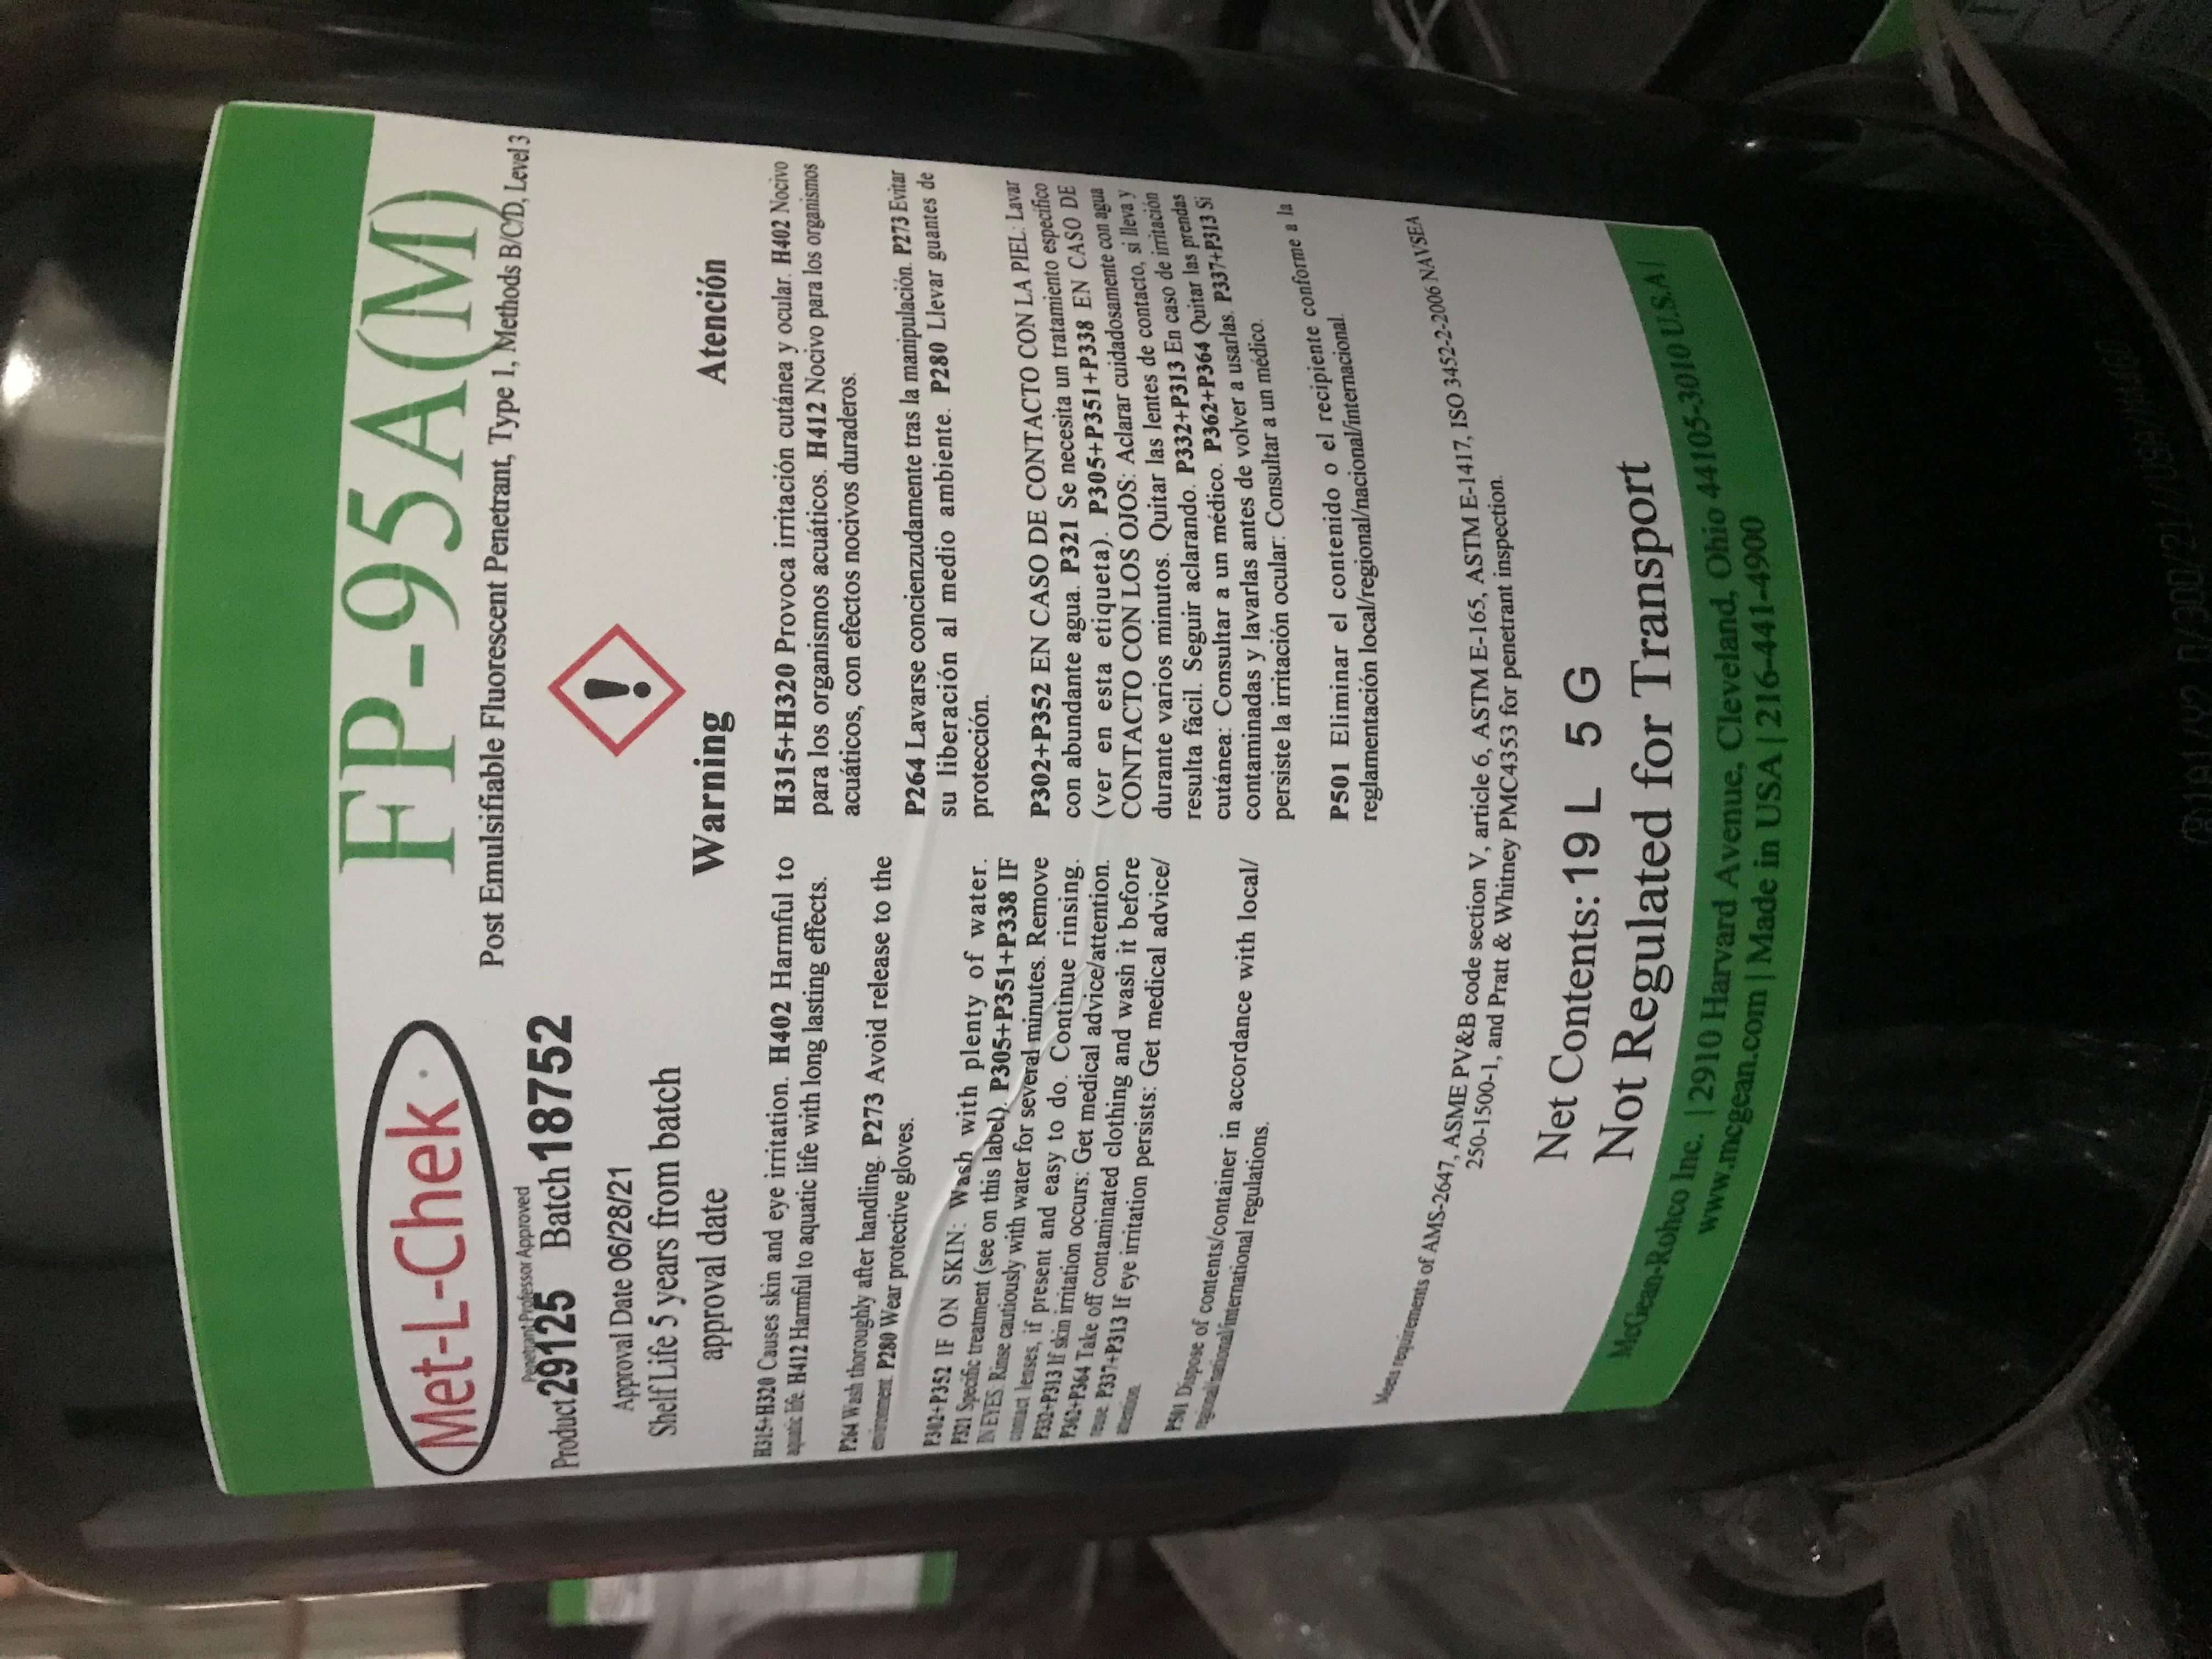 Met-L-Chek
Penetrant Professor Approved
FP-95A(M)
Post Emulsifiable Fluorescent Penetrant, Type 1, Methods B/C/D, Level 3
Product 29125 Batch 18752
Approval Date 06/28/21
Shelf Life 5 years from batch
approval date
Warning
Atención
H315+H320 Causes skin and eye irritation. H402 Harmful to
aquatic life. H412 Harmful to aquatic life with long lasting effects.
P264 Wash thoroughly after handling. P273 Avoid release to the
environment. P280 Wear protective gloves.
P302+P352 IF ON SKIN: Wash with plenty of water.
P321 Specific treatment (see on this label). P305+P351+P338 IF
IN EYES: Rinse cautiously with water for several minutes. Remove
contact lenses, if present and easy to do. Continue rinsing.
P332+P313 If skin irritation occurs: Get medical advice/attention.
P362+P364 Take off contaminated clothing and wash it before
reuse. P337+P313 If eye irritation persists: Get medical advice/
attention.
P501 Dispose of contents/container in accordance with local/
regional/national/international regulations.
H315+H320 Provoca irritación cutánea y ocular. H402 Nocivo
para los organismos acuáticos. H412 Nocivo para los organismos
acuáticos, con efectos nocivos duraderos.
P264 Lavarse concienzudamente tras la manipulación. P273 Evitar
su liberación al medio ambiente. P280 Llevar guantes de
protección.
P302+P352 EN CASO DE CONTACTO CON LA PIEL: Lavar
con abundante agua. P321 Se necesita un tratamiento específico
(ver en esta etiqueta). P305+P351+P338 EN CASO DE
CONTACTO CON LOS OJOS: Aclarar cuidadosamente con agua
durante varios minutos. Quitar las lentes de contacto, si lleva y
resulta fácil. Seguir aclarando. P332+P313 En caso de irritación
cutánea: Consultar a un médico. P362+P364 Quitar las prendas
contaminadas y lavarlas antes de volver a usarlas. P337+P313 Si
persiste la irritación ocular: Consultar a un médico.
P501 Eliminar el contenido o el recipiente conforme a la
reglamentación local/regional/nacional/internacional.
Meets requirements of AMS-2647, ASME PV&B code section V, article 6, ASTM E-165, ASTM E-1417, ISO 3452-2-2006 NAVSEA
250-1500-1, and Pratt & Whitney PMC4353 for penetrant inspection.
Net Contents: 19 L 5 G
Not Regulated for Transport
McGean-Rohco Inc. | 2910 Harvard Avenue, Cleveland, Ohio 44105-3010 U.S.A |
www.mcgean.com | Made in USA | 216-441-4900